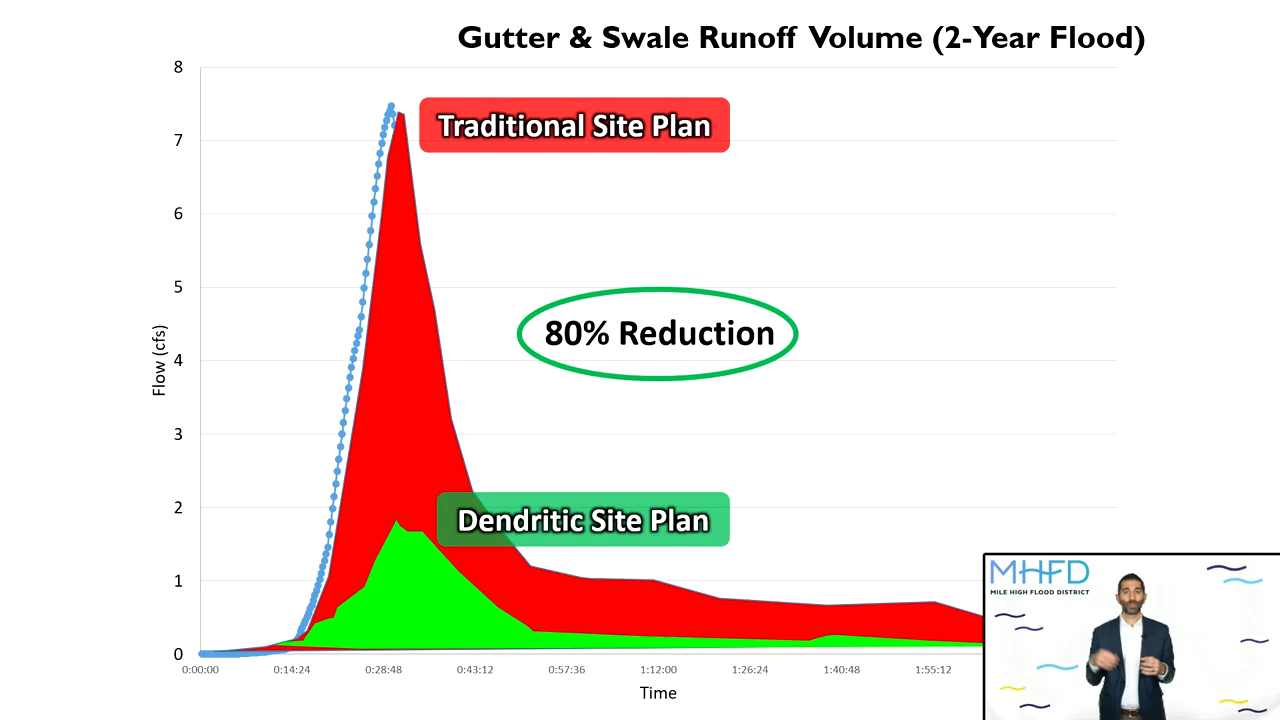 Gutter & Swale Runoff Volume (2-Year Flood)
8
Traditional Site Plan
7
6
5
80% Reduction
4
Flow (cfs)
3
2
Dendritic Site Plan
1
0
0:00:00 0:14:24 0:28:48 0:43:12 0:57:36 1:12:00 1:26:24 1:40:48 1:55:12
Time
MHFD
MILE HIGH FLOOD DISTRICT